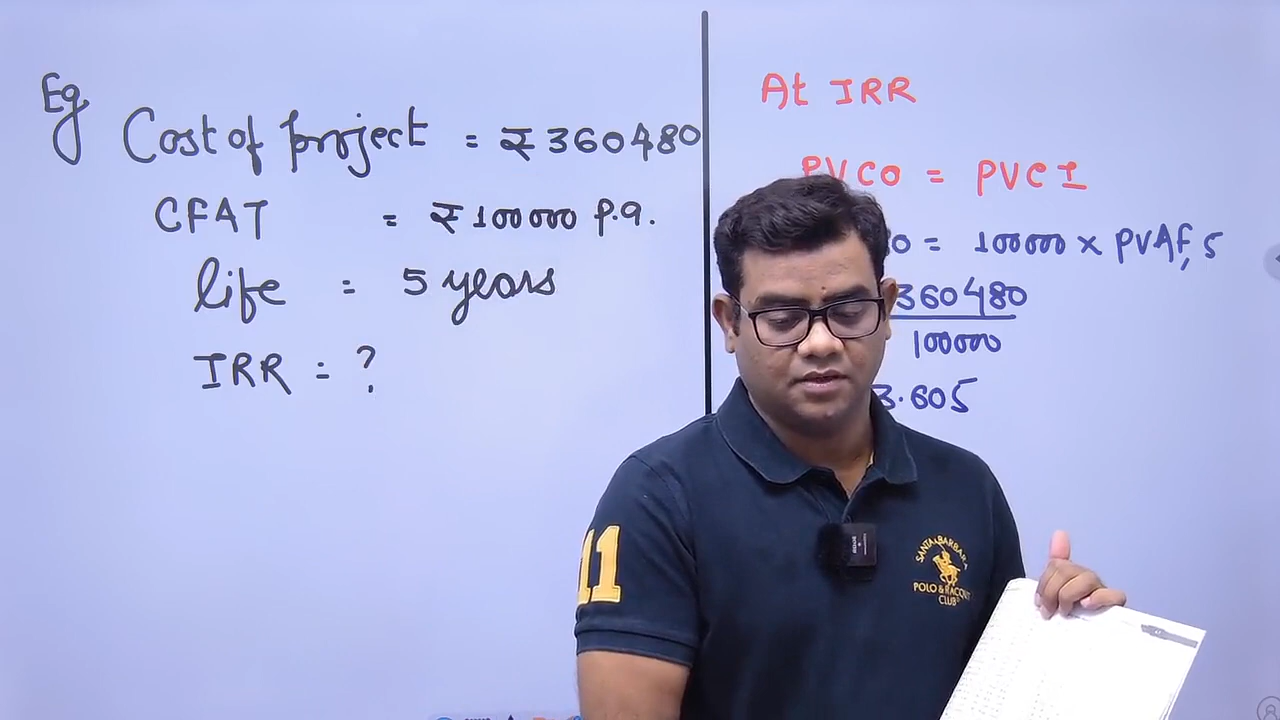 Eg
Cost of project = ₹360480
CFAT = ₹100000 p.a.
life = 5 years
IRR = ?
At IRR
PVCO = PVCI
0 = 100000 × PVAF, 5
360480
100000
3.605
11
SANTA BARBARA
POLO & RACQUET
CLUB